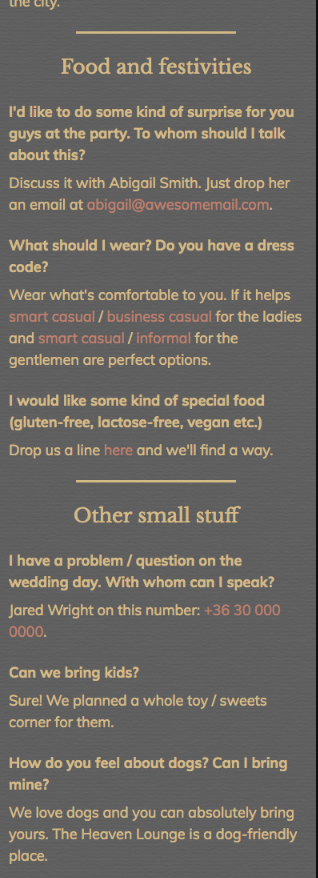 the city.
Food and festivities
I'd like to do some kind of surprise for you
guys at the party. To whom should I talk
about this?
Discuss it with Abigail Smith. Just drop her
an email at abigail@awesomemail.com.
What should I wear? Do you have a dress
code?
Wear what's comfortable to you. If it helps
smart casual / business casual for the ladies
and smart casual / informal for the
gentlemen are perfect options.
I would like some kind of special food
(gluten-free, lactose-free, vegan etc.)
Drop us a line here and we'll find a way.
Other small stuff
I have a problem / question on the
wedding day. With whom can I speak?
Jared Wright on this number: +36 30 000
0000.
Can we bring kids?
Sure! We planned a whole toy / sweets
corner for them.
How do you feel about dogs? Can I bring
mine?
We love dogs and you can absolutely bring
yours. The Heaven Lounge is a dog-friendly
place.